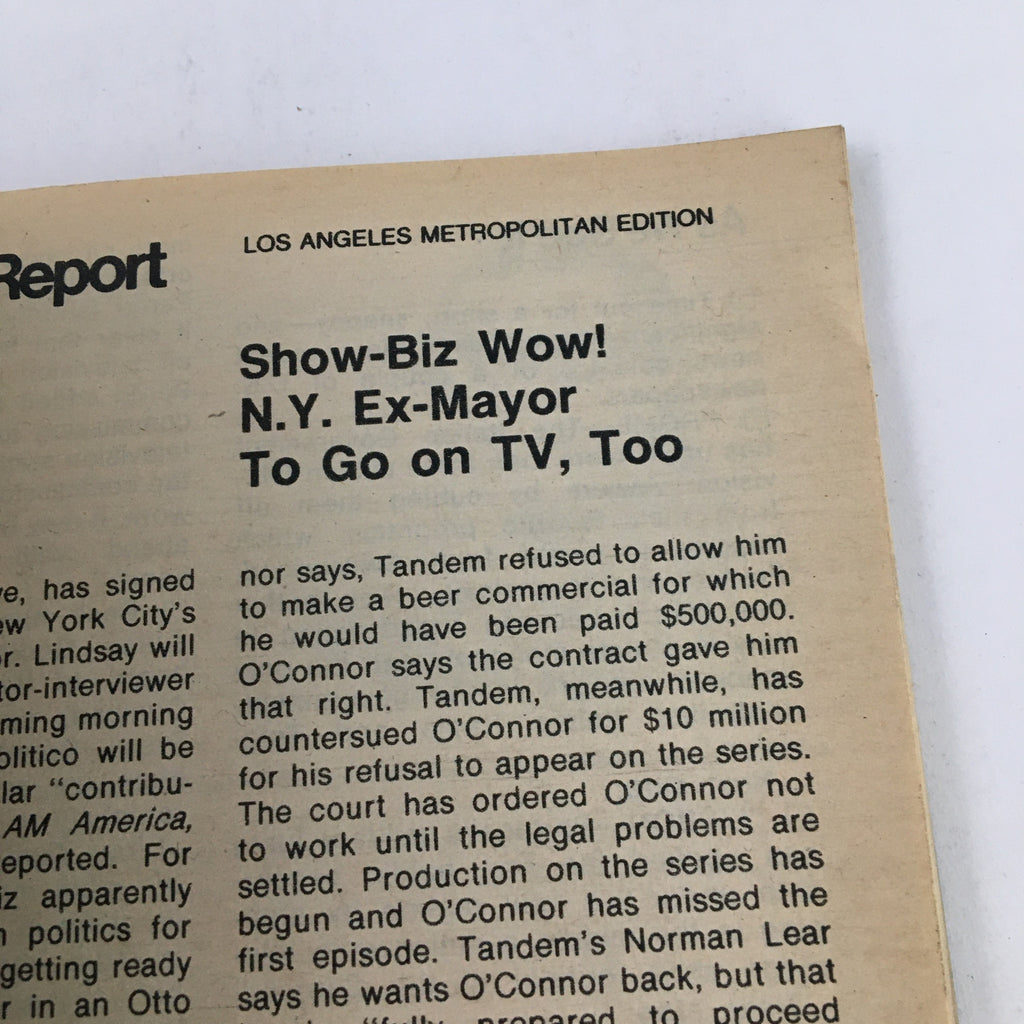 Report
LOS ANGELES METROPOLITAN EDITION
Show-Biz Wow!
N.Y. Ex-Mayor
To Go on TV, Too
has signed
York City's
Lindsay will
tor-interviewer
ming morning
olitico will be
lar "contribu-
AM America,
eported. For
iz apparently
politics for
getting ready
r in an Otto
nor says, Tandem refused to allow him
to make a beer commercial for which
he would have been paid $500,000.
O'Connor says the contract gave him
that right. Tandem, meanwhile, has
countersued O'Connor for $10 million
for his refusal to appear on the series.
The court has ordered O'Connor not
to work until the legal problems are
settled. Production on the series has
begun and O'Connor has missed the
first episode. Tandem's Norman Lear
says he wants O'Connor back, but that
"fully prepared to proceed